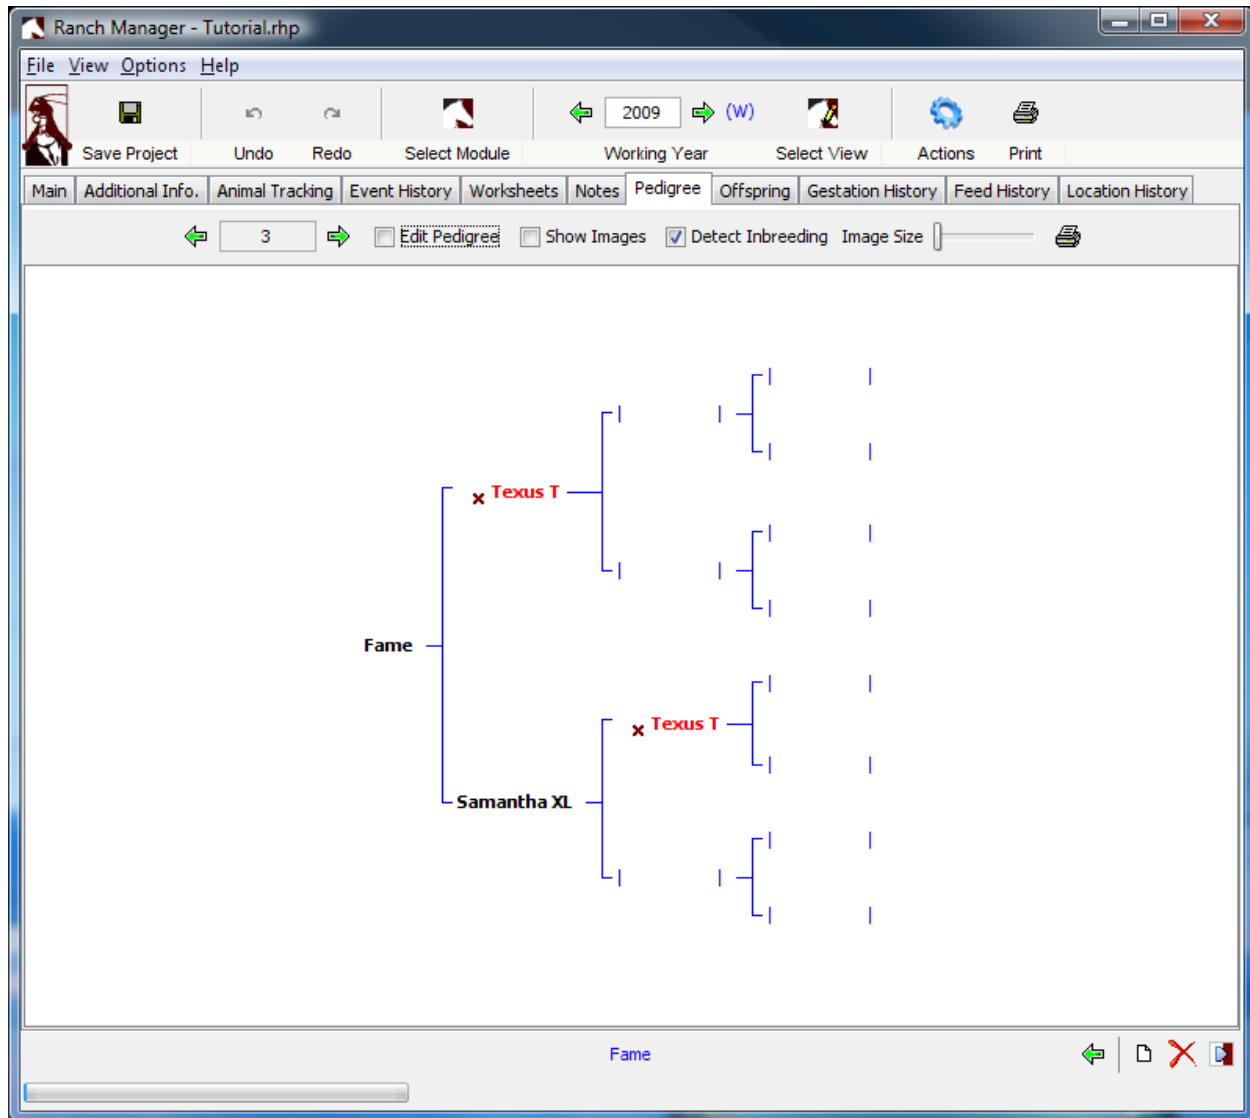 Ranch Manager - Tutorial.rhp
File View Options Help
2009 (W)
Save Project Undo Redo Select Module Working Year Select View Actions Print
Main Additional Info. Animal Tracking Event History Worksheets Notes Pedigree Offspring Gestation History Feed History Location History
3 Edit Pedigree Show Images Detect Inbreeding Image Size
Texus T
Fame
Texus T
Samantha XL
Fame